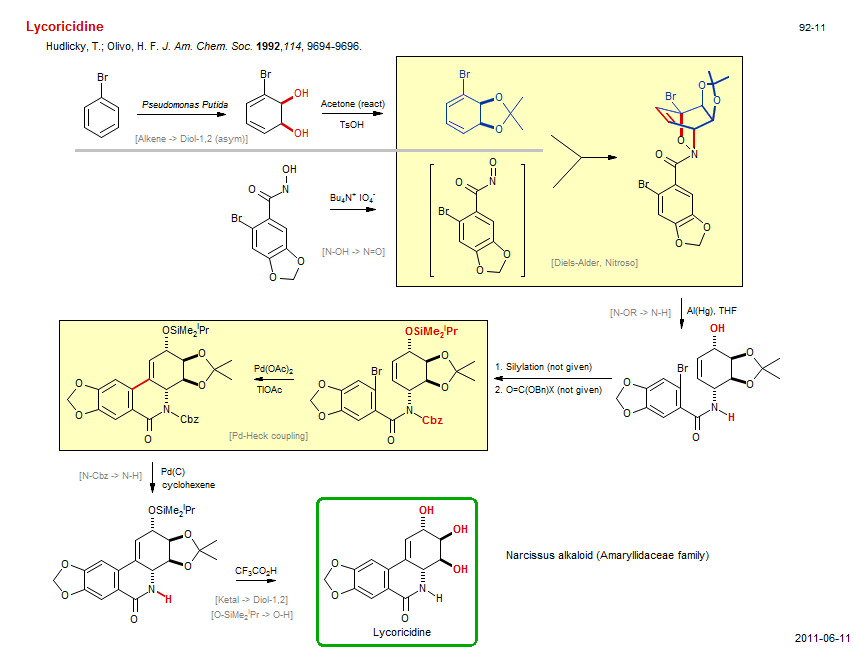 Lycoricidine
92-11
Hudlicky, T.; Olivo, H. F. J. Am. Chem. Soc. 1992,114, 9694-9696.
Br
Pseudomonas Putida
[Alkene -> Diol-1,2 (asym)]
Br
OH
OH
Acetone (react)
TsOH
Br
O
O
Br
O
O
O
N
O
Br
O
O
OH
N
O
Br
O
O
Bu4N+ IO4-
[N-OH -> N=O]
O
N
O
Br
O
O
[Diels-Alder, Nitroso]
[N-OR -> N-H]
Al(Hg), THF
OH
O
O
Br
O
O
N
H
O
1. Silylation (not given)
2. O=C(OBn)X (not given)
OSiMe2iPr
O
O
Br
O
O
N
Cbz
O
Pd(OAc)2
TlOAc
[Pd-Heck coupling]
OSiMe2iPr
O
O
O
O
N
Cbz
O
[N-Cbz -> N-H]
Pd(C)
cyclohexene
OSiMe2iPr
O
O
O
O
N
H
O
CF3CO2H
[Ketal -> Diol-1,2]
[O-SiMe2iPr -> O-H]
OH
OH
OH
O
O
N
H
O
Lycoricidine
Narcissus alkaloid (Amaryllidaceae family)
2011-06-11